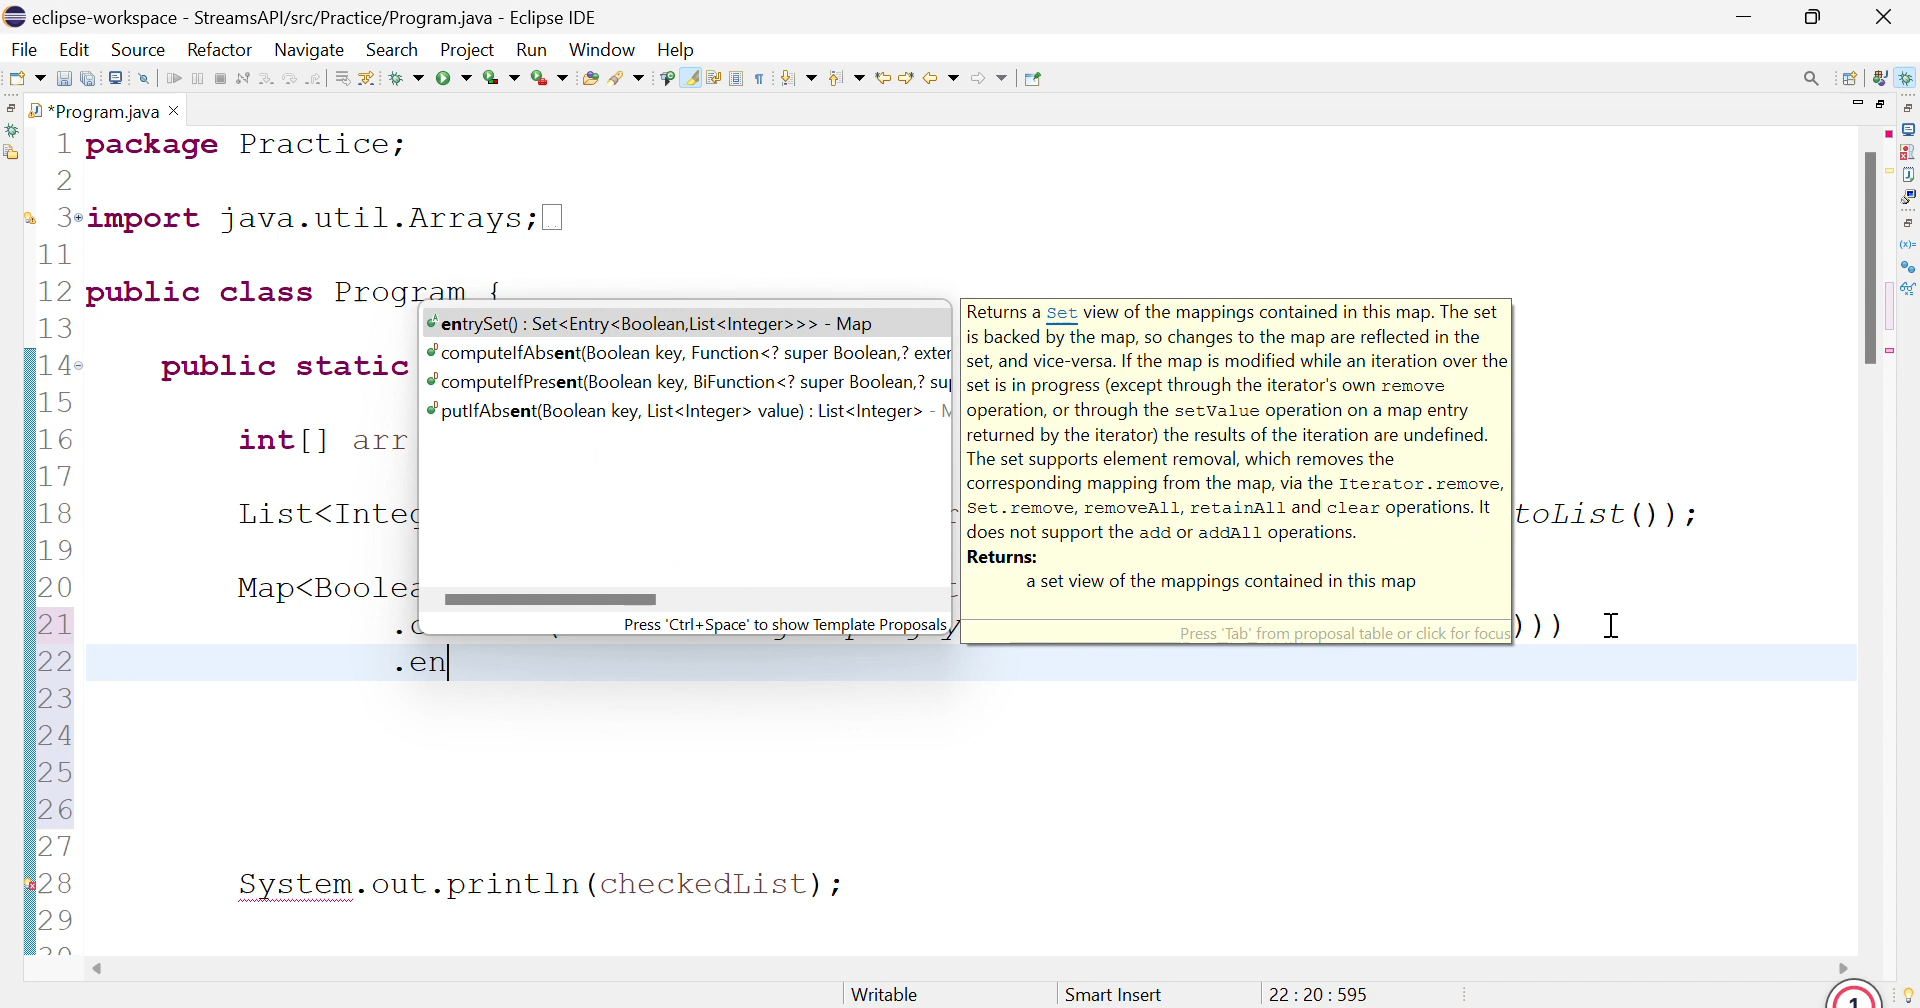 eclipse-workspace - StreamsAPI/src/Practice/Program.java - Eclipse IDE
File Edit Source Refactor Navigate Search Project Run Window Help
*Program.java
1 package Practice;
2
3 import java.util.Arrays;
11
12 public class Program {
13
14 public static
15
16 int[] arr
17
18 List<Integ toList());
19
20 Map<Boolea
21 )))
22 .en
23
24
25
26
27
28 System.out.println(checkedList);
29
entrySet() : Set<Entry<Boolean,List<Integer>>> - Map
computeIfAbsent(Boolean key, Function<? super Boolean,? exter
computeIfPresent(Boolean key, BiFunction<? super Boolean,? su
putIfAbsent(Boolean key, List<Integer> value) : List<Integer> -
Press 'Ctrl+Space' to show Template Proposals
Returns a Set view of the mappings contained in this map. The set
is backed by the map, so changes to the map are reflected in the
set, and vice-versa. If the map is modified while an iteration over the
set is in progress (except through the iterator's own remove
operation, or through the setValue operation on a map entry
returned by the iterator) the results of the iteration are undefined.
The set supports element removal, which removes the
corresponding mapping from the map, via the Iterator.remove,
Set.remove, removeAll, retainAll and clear operations. It
does not support the add or addAll operations.
Returns:
a set view of the mappings contained in this map
Press 'Tab' from proposal table or click for focus
Writable Smart Insert 22 : 20 : 595
1